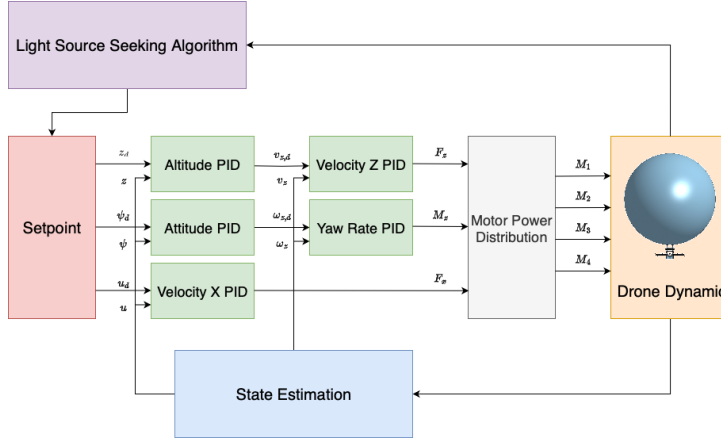 Light Source Seeking Algorithm
Setpoint
z_d
z
ψ_d
ψ
u_d
u
Altitude PID
Attitude PID
Velocity X PID
v_{z,d}
v_z
ω_{z,d}
ω_z
Velocity Z PID
Yaw Rate PID
F_z
M_z
F_x
Motor Power
Distribution
M_1
M_2
M_3
M_4
Drone Dynamic
State Estimation